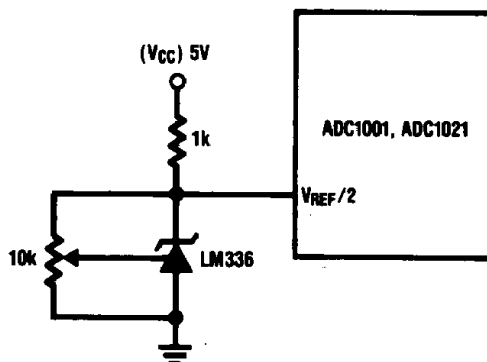 (VCC) 5V
1k
ADC1001, ADC1021
VREF/2
10k
LM336